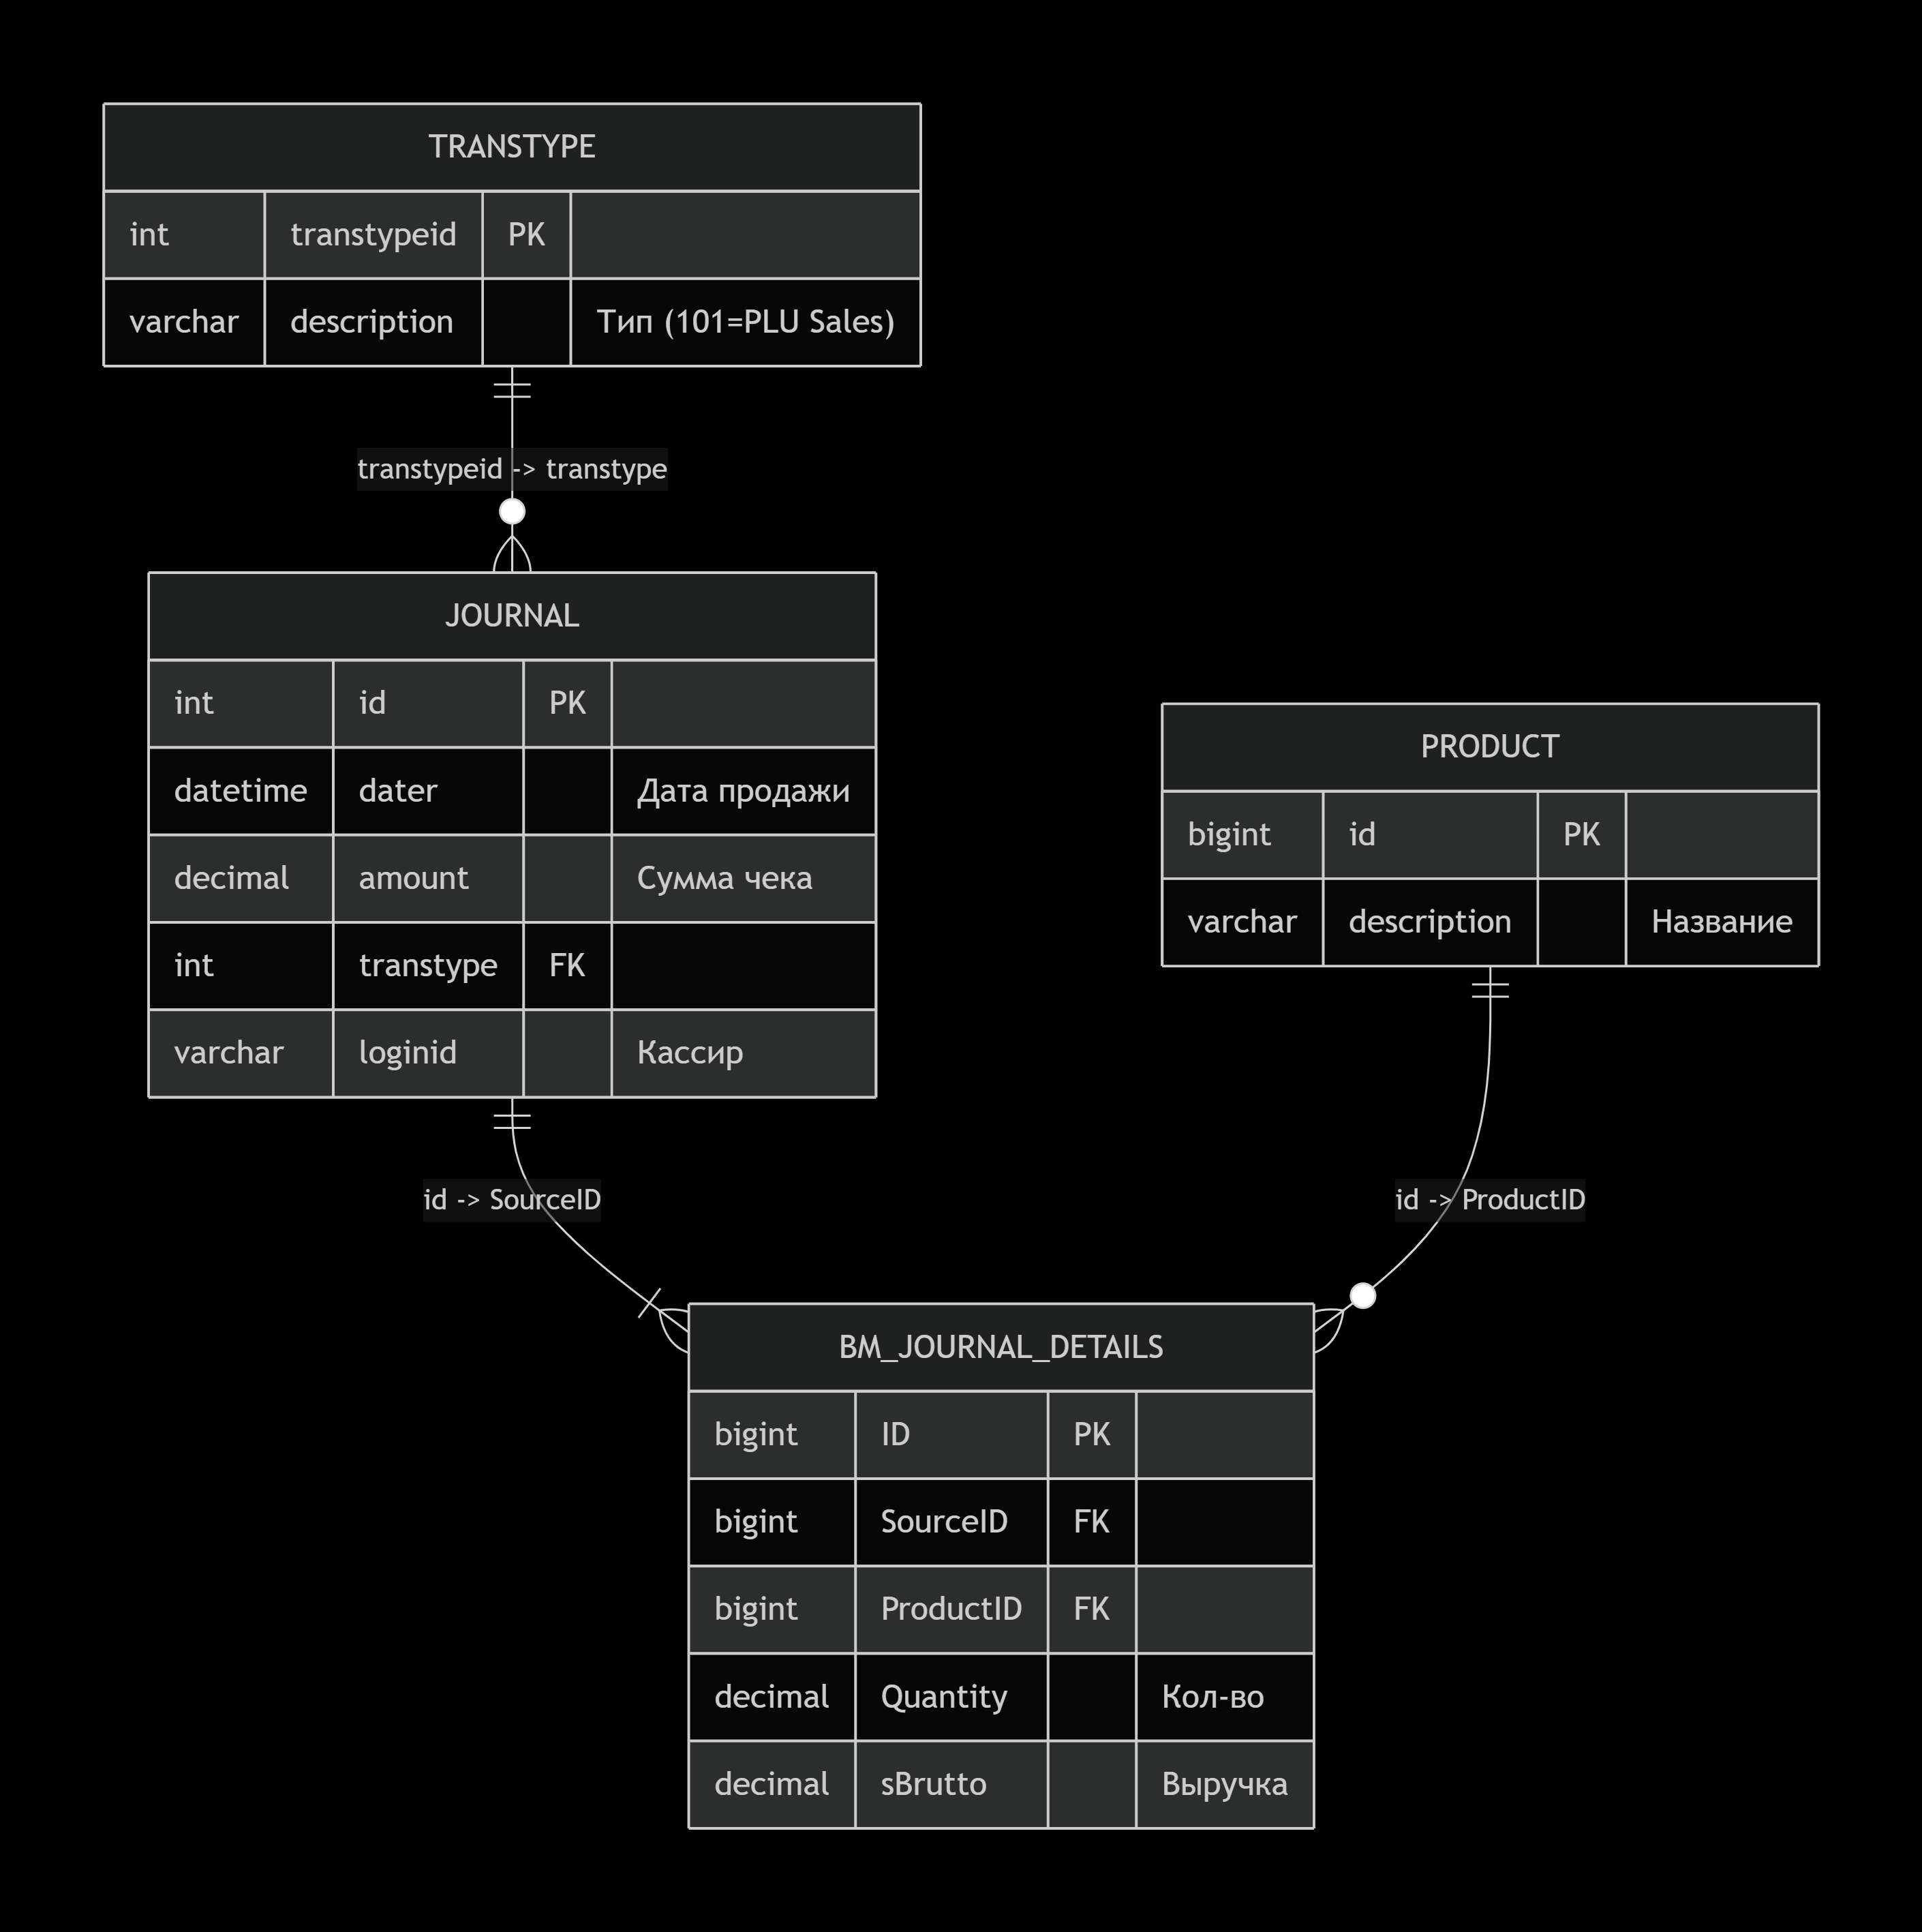 TRANSTYPE
int transtypeid PK
varchar description Тип (101=PLU Sales)
transtypeid -> transtype
JOURNAL
int id PK
datetime dater Дата продажи
decimal amount Сумма чека
int transtype FK
varchar loginid Кассир
PRODUCT
bigint id PK
varchar description Название
id -> SourceID
id -> ProductID
BM_JOURNAL_DETAILS
bigint ID PK
bigint SourceID FK
bigint ProductID FK
decimal Quantity Кол-во
decimal sBrutto Выручка